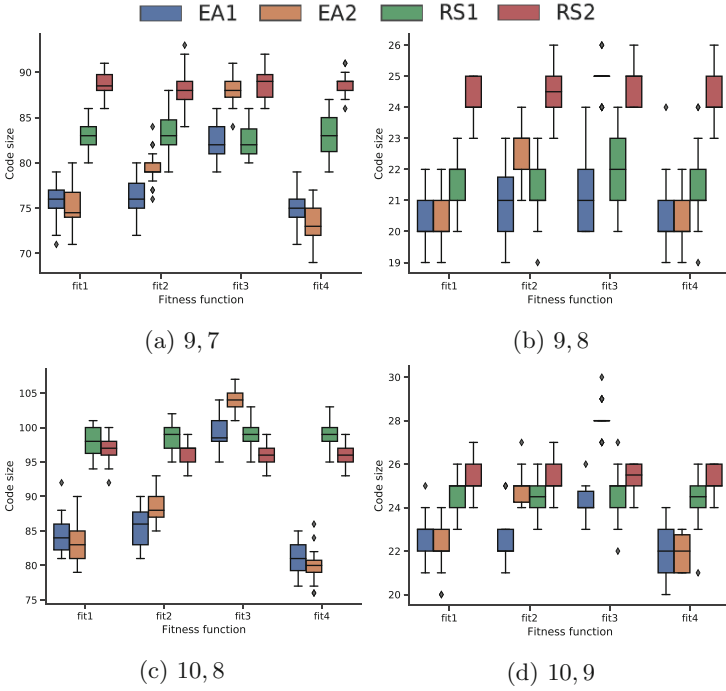 EA1 EA2 RS1 RS2
Code size
90
85
80
75
70
fit1 fit2 fit3 fit4
Fitness function
(a) 9, 7
Code size
26
25
24
23
22
21
20
19
fit1 fit2 fit3 fit4
Fitness function
(b) 9, 8
Code size
105
100
95
90
85
80
75
fit1 fit2 fit3 fit4
Fitness function
(c) 10, 8
Code size
30
28
26
24
22
20
fit1 fit2 fit3 fit4
Fitness function
(d) 10, 9